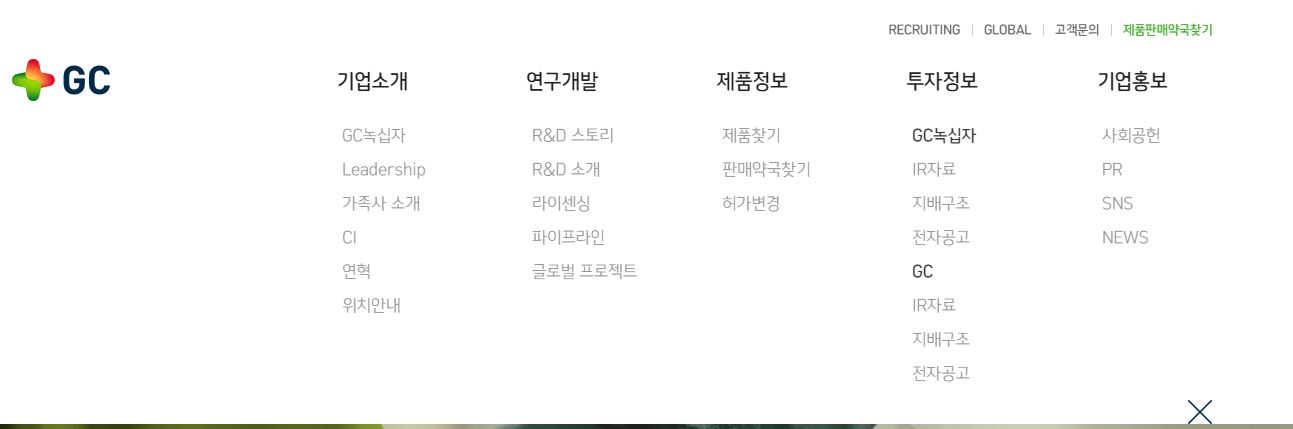 RECRUITING | GLOBAL | 고객문의 | 제품판매약국찾기
GC
기업소개 연구개발 제품정보 투자정보 기업홍보
GC녹십자 R&D 스토리 제품찾기 GC녹십자 사회공헌
Leadership R&D 소개 판매약국찾기 IR자료 PR
가족사 소개 라이센싱 허가변경 지배구조 SNS
CI 파이프라인 전자공고 NEWS
연혁 글로벌 프로젝트 GC
위치안내 IR자료
지배구조
전자공고